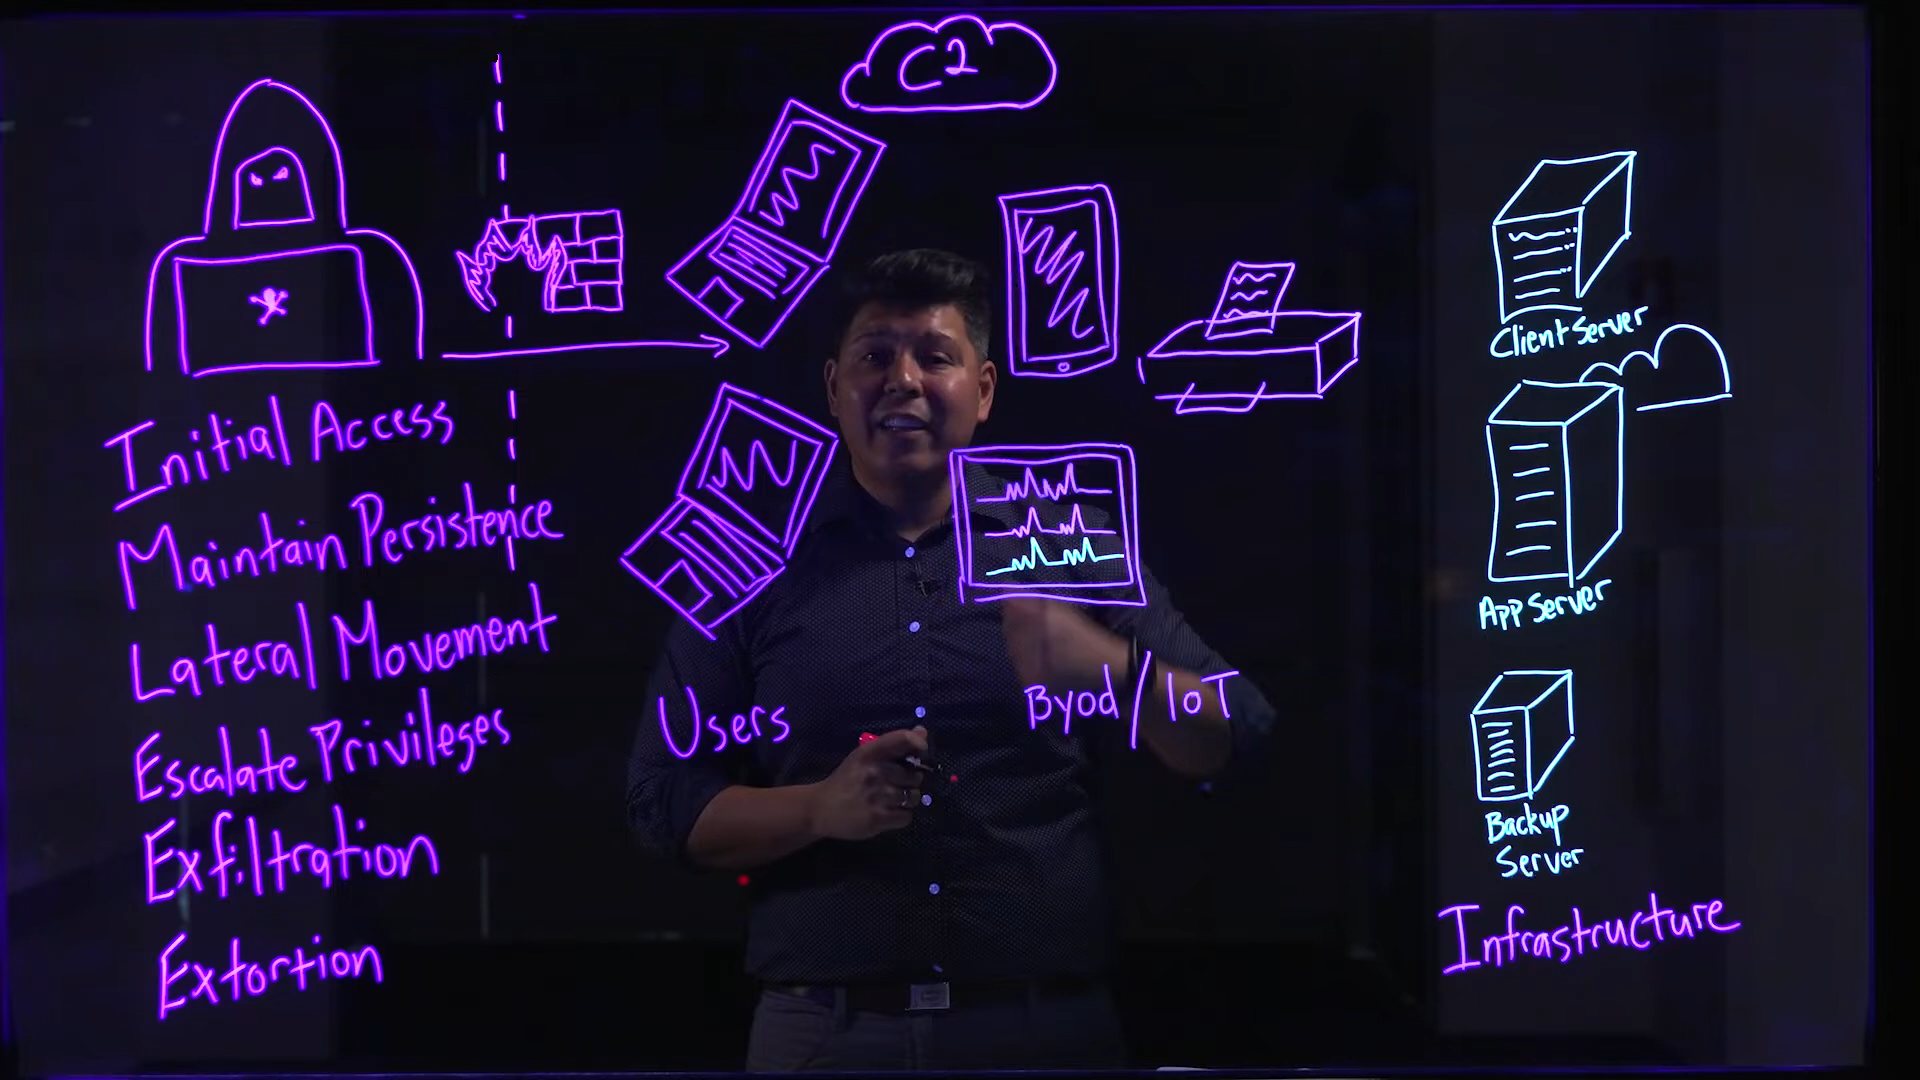 C2
Initial Access
Maintain Persistence
Lateral Movement
Escalate Privileges
Exfiltration
Extortion
Users
Byod/IoT
Client Server
App Server
Backup
Server
Infrastructure